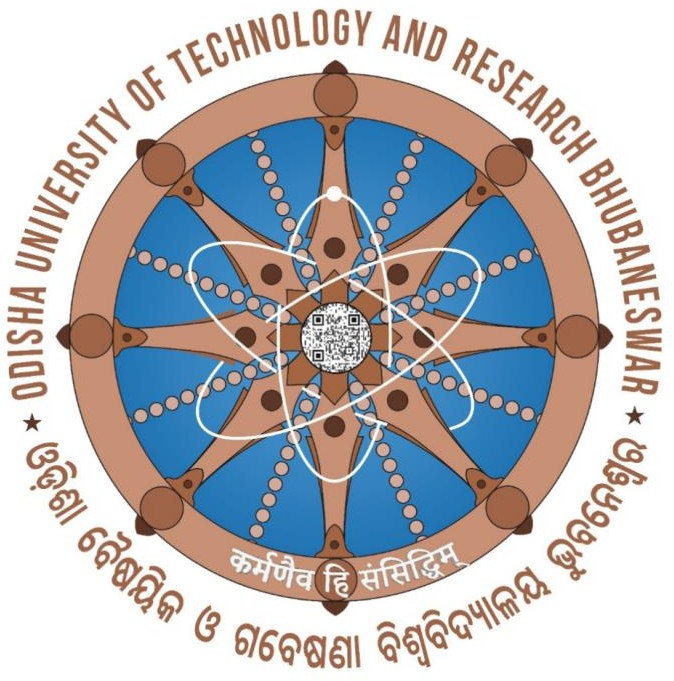 ODISHA UNIVERSITY OF TECHNOLOGY AND RESEARCH BHUBANESWAR
कर्मणैव हि संसिद्धिम्
ଓଡ଼ିଶା ବୈଷୟିକ ଓ ଗବେଷଣା ବିଶ୍ୱବିଦ୍ୟାଳୟ ଭୁବନେଶ୍ୱର